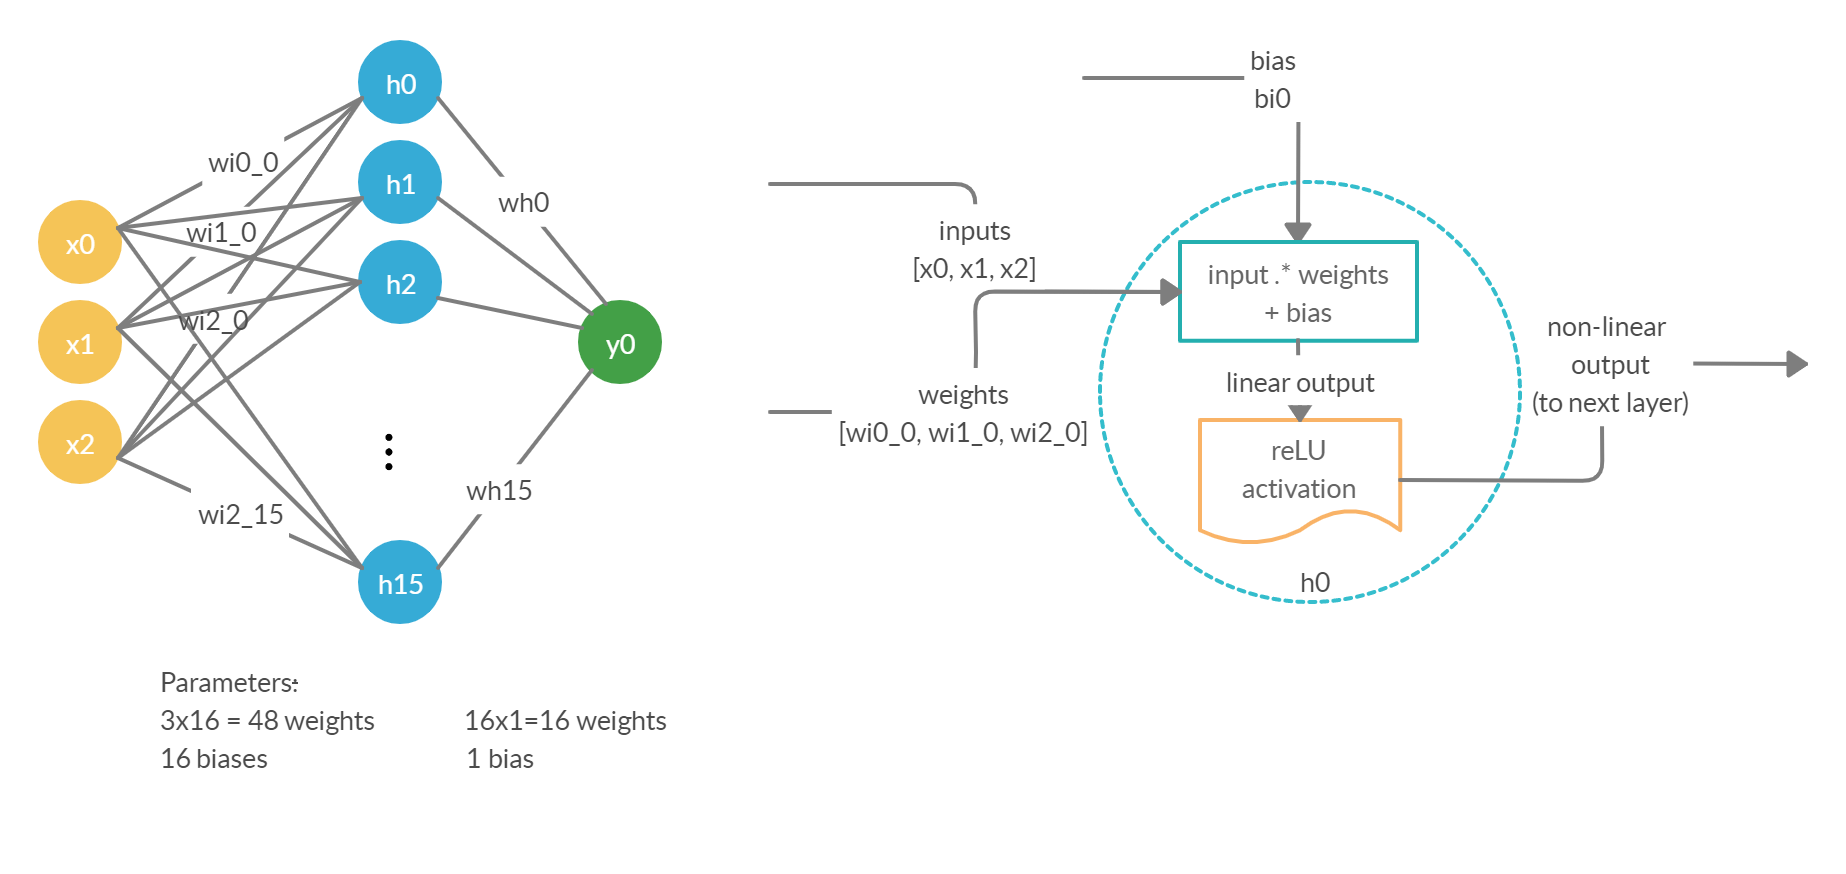 h0
h1
h2
h15
x0
x1
x2
y0
wi0_0
wi1_0
wi2_0
wi2_15
wh0
wh15
Parameters:
3x16 = 48 weights
16 biases
16x1=16 weights
1 bias
bias
bi0
inputs
[x0, x1, x2]
weights
[wi0_0, wi1_0, wi2_0]
input .* weights
+ bias
linear output
reLU
activation
h0
non-linear
output
(to next layer)